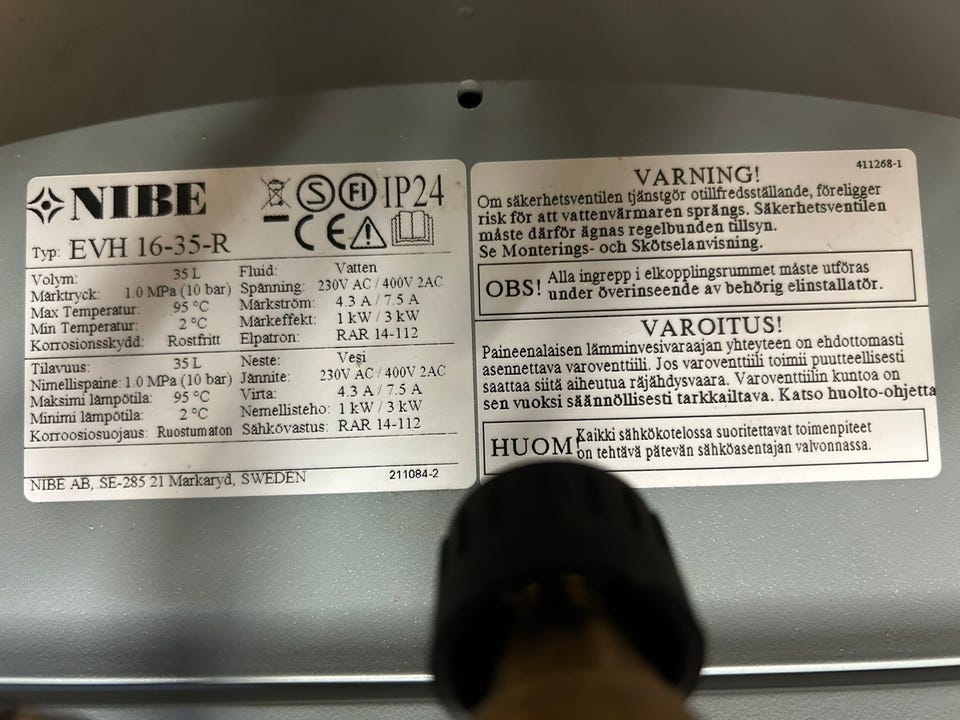 NIBE
IP24
Typ: EVH 16-35-R
Volym: 35 L Fluid: Vatten
Märktryck: 1.0 MPa (10 bar) Spänning: 230V AC / 400V 2AC
Max Temperatur: 95 °C Märkström: 4.3 A / 7.5 A
Min Temperatur: 2 °C Märkeffekt: 1 kW / 3 kW
Korrosionsskydd: Rostfritt Elpatron: RAR 14-112
Tilavuus: 35 L Neste: Vesi
Nimellispaine: 1.0 MPa (10 bar) Jännite: 230V AC / 400V 2AC
Maksimi lämpötila: 95 °C Virta: 4.3 A / 7.5 A
Minimi lämpötila: 2 °C Nemellisteho: 1 kW / 3 kW
Korroosiosuojaus: Ruostumaton Sähkövastus: RAR 14-112
NIBE AB, SE-285 21 Markaryd, SWEDEN 211084-2
411268-1
VARNING!
Om säkerhetsventilen tjänstgör otillfredsställande, föreligger
risk för att vattenvärmaren sprängs. Säkerhetsventilen
måste därför ägnas regelbunden tillsyn.
Se Monterings- och Skötselanvisning.
OBS! Alla ingrepp i elkopplingsrummet måste utföras
under överinseende av behörig elinstallatör.
VAROITUS!
Paineenalaisen lämminvesivaraajan yhteyteen on ehdottomasti
asennettava varoventtiili. Jos varoventtiili toimii puutteellisesti
saattaa siitä aiheutua räjähdysvaara. Varoventtiilin kuntoa on
sen vuoksi säännöllisesti tarkkailtava. Katso huolto-ohjetta
HUOM! Kaikki sähkökotelossa suoritettavat toimenpiteet
on tehtävä pätevän sähköasentajan valvonnassa.